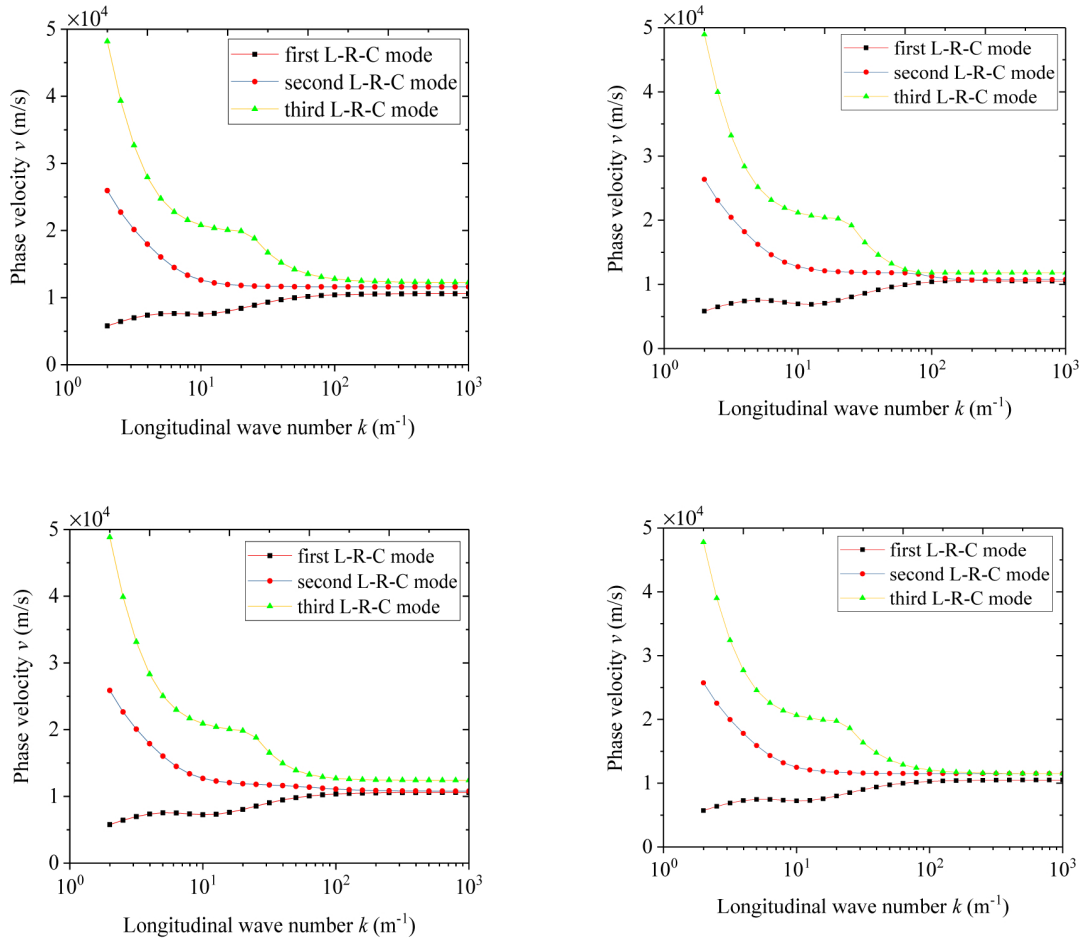 ×10⁴
5
4
3
2
1
0
Phase velocity v (m/s)
first L-R-C mode
second L-R-C mode
third L-R-C mode
10⁰ 10¹ 10² 10³
Longitudinal wave number k (m⁻¹)
×10⁴
5
4
3
2
1
0
Phase velocity v (m/s)
first L-R-C mode
second L-R-C mode
third L-R-C mode
10⁰ 10¹ 10² 10³
Longitudinal wave number k (m⁻¹)
×10⁴
5
4
3
2
1
0
Phase velocity v (m/s)
first L-R-C mode
second L-R-C mode
third L-R-C mode
10⁰ 10¹ 10² 10³
Longitudinal wave number k (m⁻¹)
×10⁴
5
4
3
2
1
0
Phase velocity v (m/s)
first L-R-C mode
second L-R-C mode
third L-R-C mode
10⁰ 10¹ 10² 10³
Longitudinal wave number k (m⁻¹)